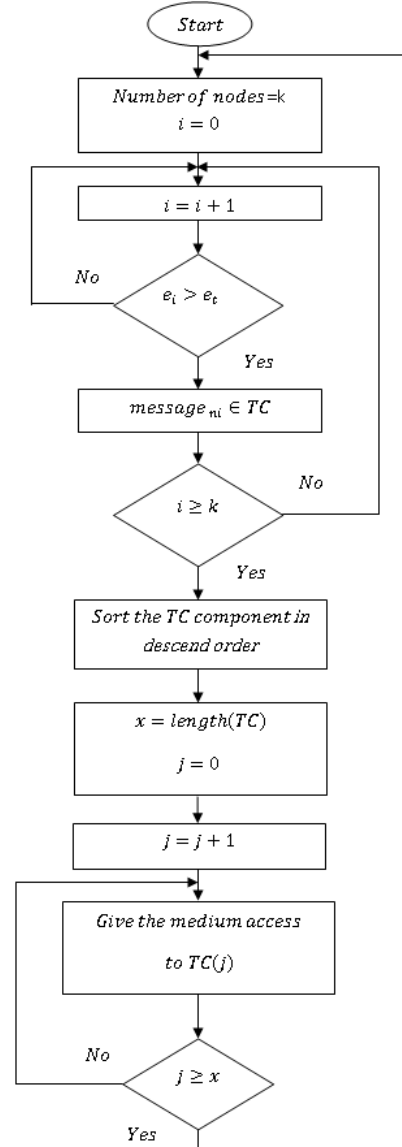 Start
Number of nodes=k
i = 0
i = i + 1
No
e_i > e_t
Yes
message_ni ∈ TC
No
i ≥ k
Yes
Sort the TC component in
descend order
x = length(TC)
j = 0
j = j + 1
Give the medium access
to TC(j)
No
j ≥ x
Yes